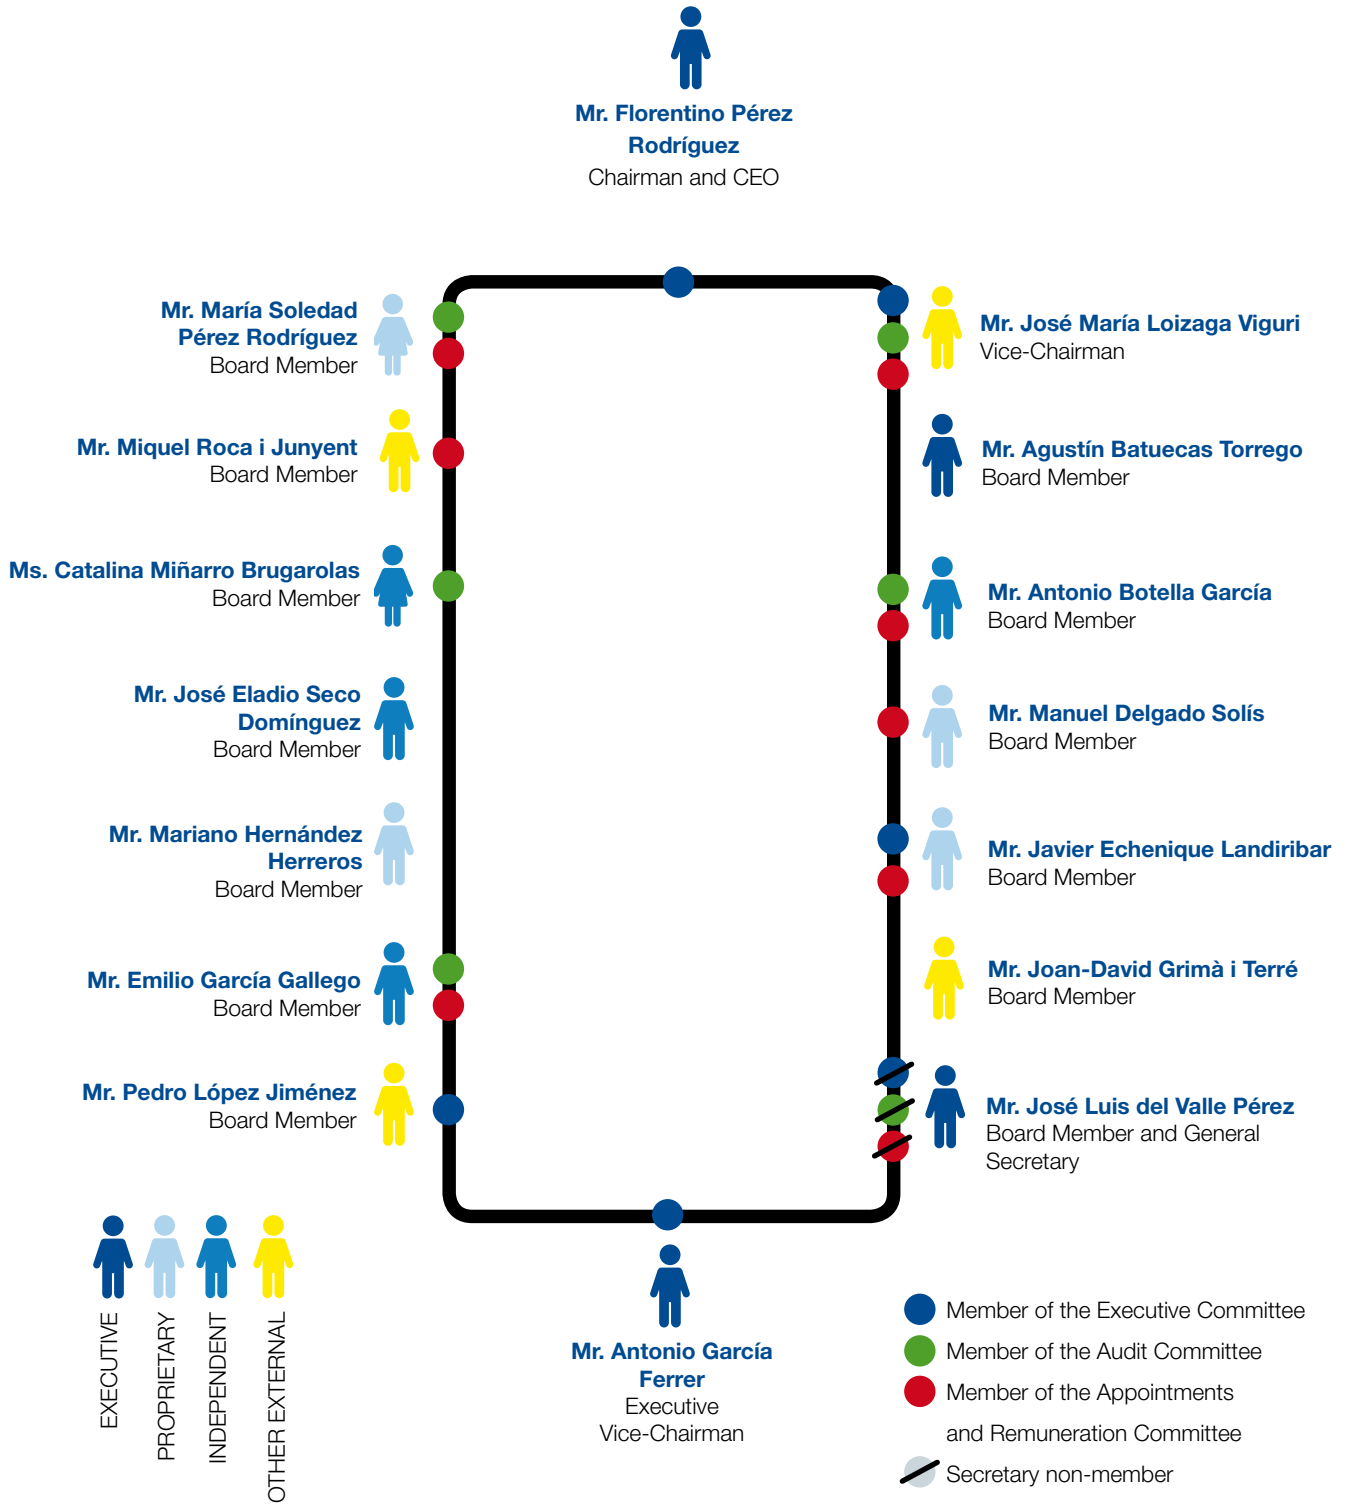 Mr. Florentino Pérez
Rodríguez
Chairman and CEO
Mr. María Soledad
Pérez Rodríguez
Board Member
Mr. José María Loizaga Viguri
Vice-Chairman
Mr. Miquel Roca i Junyent
Board Member
Mr. Agustín Batuecas Torrego
Board Member
Ms. Catalina Miñarro Brugarolas
Board Member
Mr. Antonio Botella García
Board Member
Mr. José Eladio Seco
Domínguez
Board Member
Mr. Manuel Delgado Solís
Board Member
Mr. Mariano Hernández
Herreros
Board Member
Mr. Javier Echenique Landiribar
Board Member
Mr. Emilio García Gallego
Board Member
Mr. Joan-David Grimà i Terré
Board Member
Mr. Pedro López Jiménez
Board Member
Mr. José Luis del Valle Pérez
Board Member and General
Secretary
EXECUTIVE
PROPRIETARY
INDEPENDENT
OTHER EXTERNAL
Mr. Antonio García
Ferrer
Executive
Vice-Chairman
Member of the Executive Committee
Member of the Audit Committee
Member of the Appointments
and Remuneration Committee
Secretary non-member